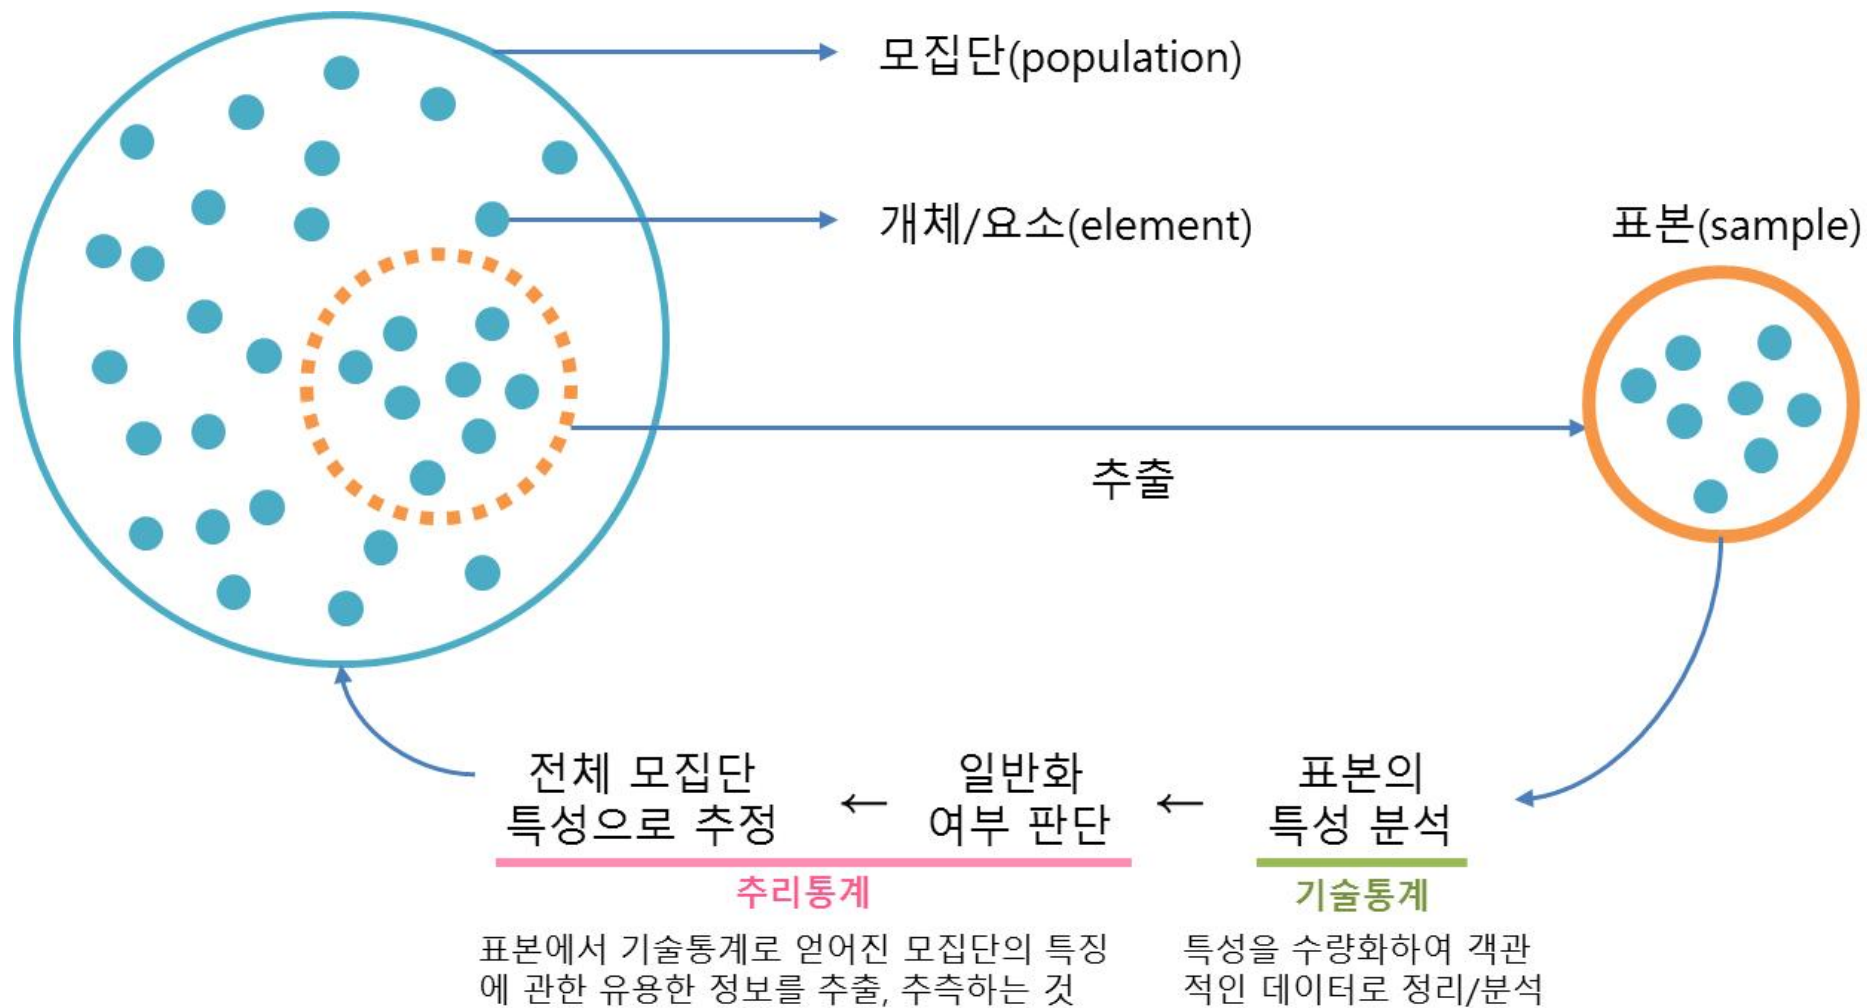 모집단(population)
개체/요소(element)
표본(sample)
추출
전체 모집단
특성으로 추정
←
일반화
여부 판단
←
표본의
특성 분석
추리통계
기술통계
표본에서 기술통계로 얻어진 모집단의 특징
에 관한 유용한 정보를 추출, 추측하는 것
특성을 수량화하여 객관
적인 데이터로 정리/분석